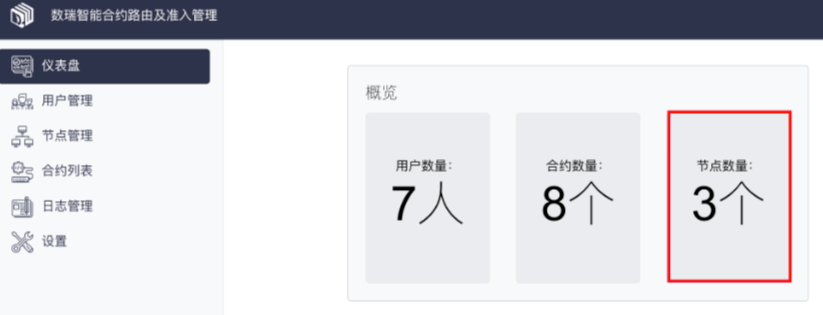 数瑞智能合约路由及准入管理
仪表盘
用户管理
节点管理
合约列表
日志管理
设置
概览
用户数量：
7人
合约数量：
8个
节点数量：
3个